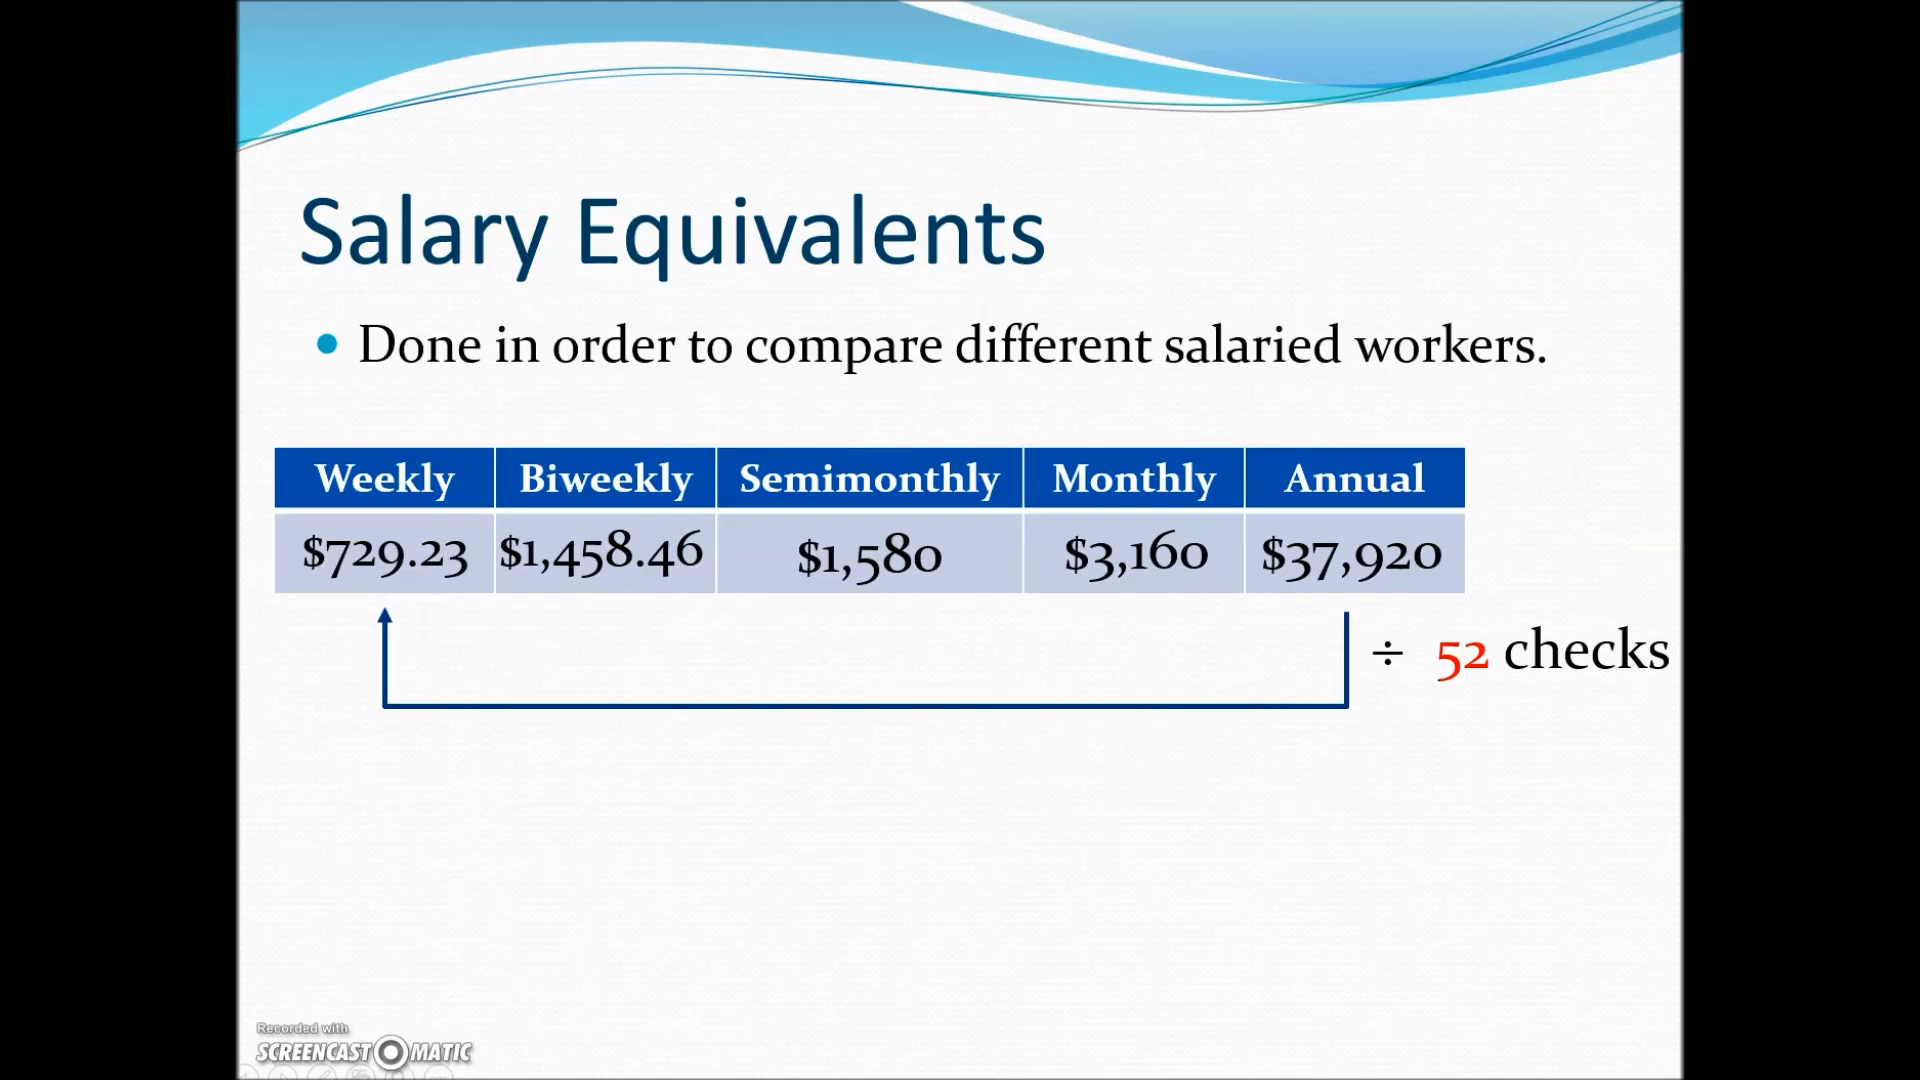 Salary Equivalents
• Done in order to compare different salaried workers.
Weekly Biweekly Semimonthly Monthly Annual
$729.23 $1,458.46 $1,580 $3,160 $37,920
÷ 52 checks
Recorded with
SCREENCAST MATIC